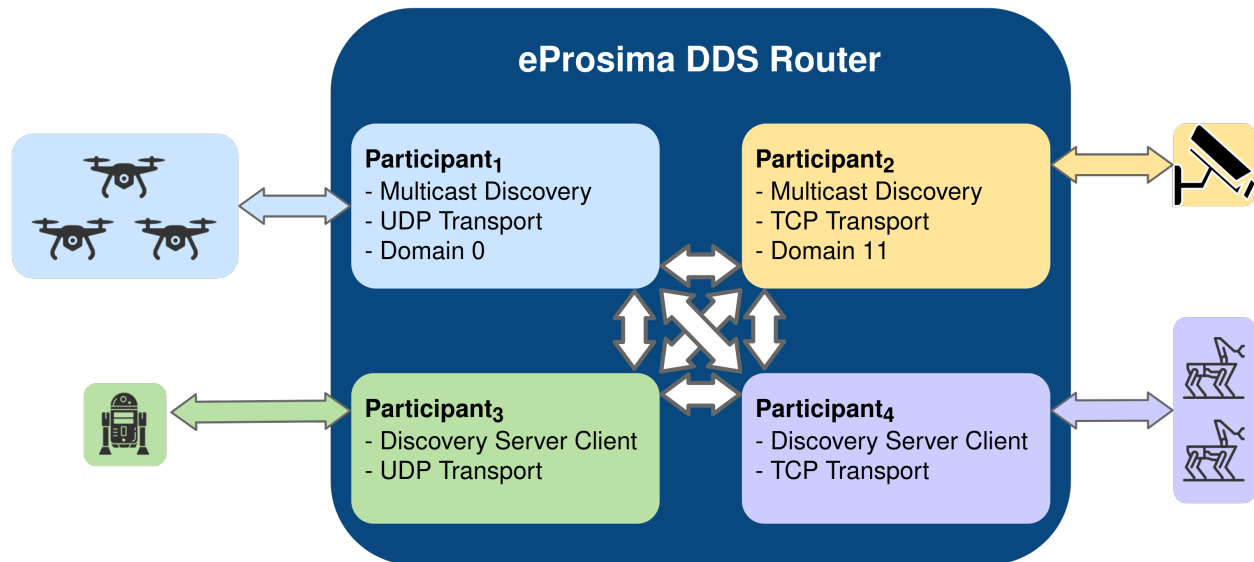 eProsima DDS Router
Participant₁
- Multicast Discovery
- UDP Transport
- Domain 0
Participant₂
- Multicast Discovery
- TCP Transport
- Domain 11
Participant₃
- Discovery Server Client
- UDP Transport
Participant₄
- Discovery Server Client
- TCP Transport